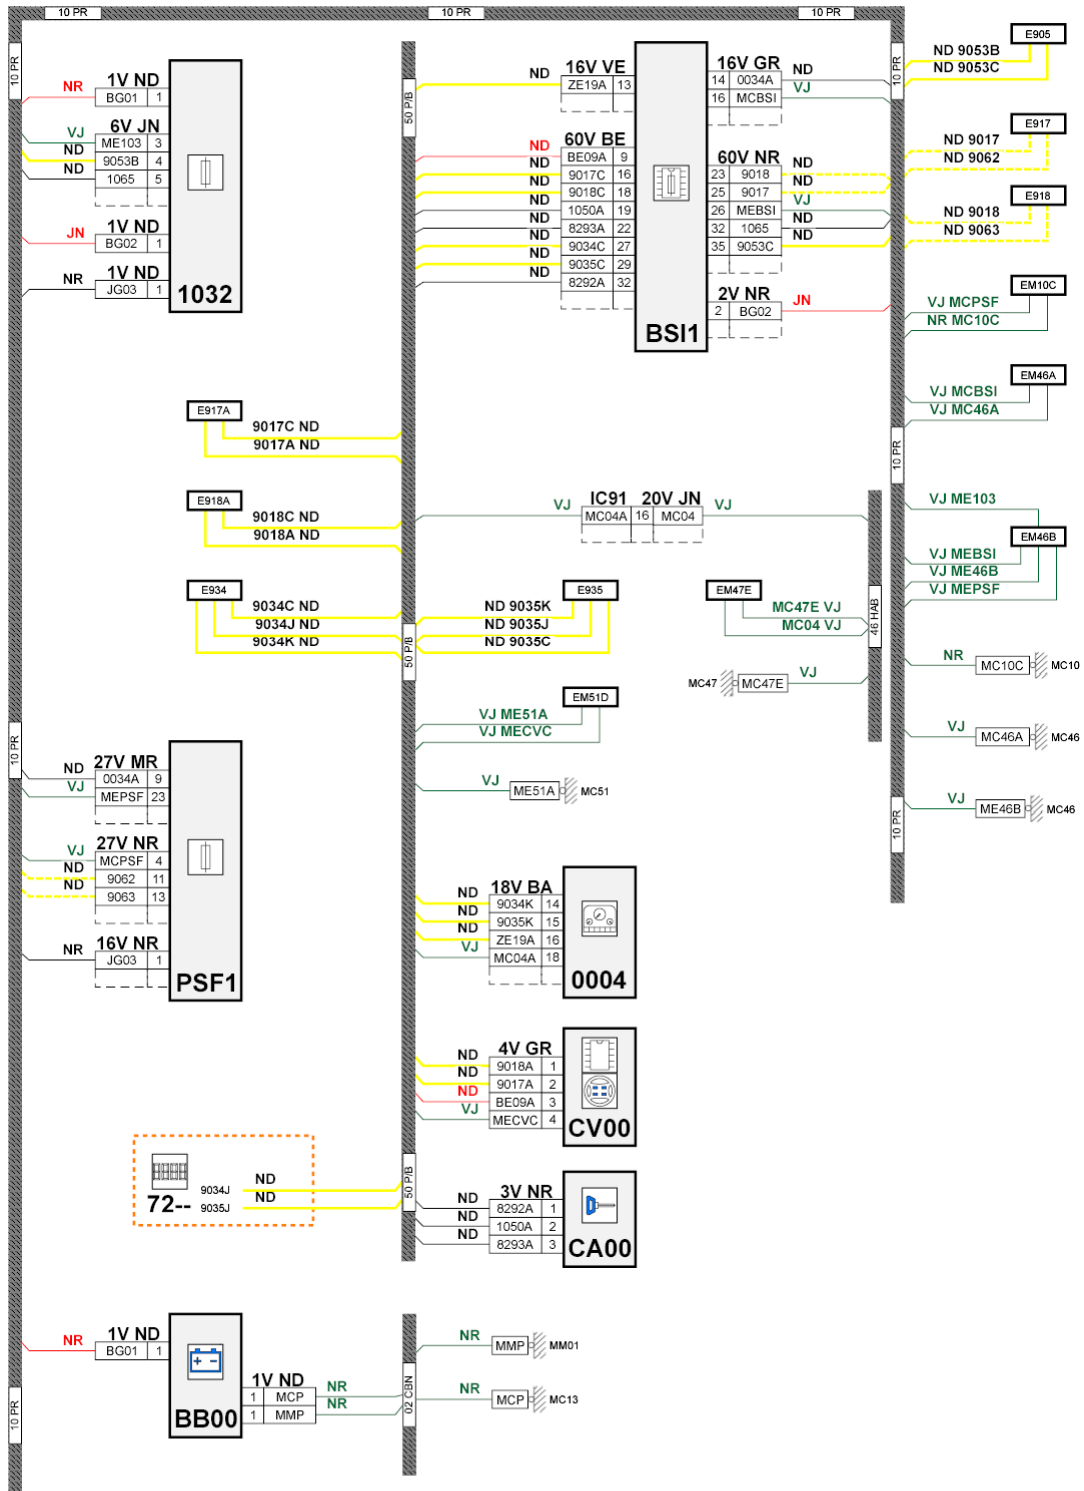 10 PR
10 PR
10 PR
10 PR
50 P/B
10 PR
1V ND
NR
BG01 1
6V JN
VJ
ME103 3
ND
9053B 4
ND
1065 5
1V ND
JN
BG02 1
1V ND
NR
JG03 1
1032
16V VE
ND
ZE19A 13
60V BE
ND
BE09A 9
ND
9017C 16
ND
9018C 18
ND
1050A 19
ND
8293A 22
ND
9034C 27
ND
9035C 29
ND
8292A 32
16V GR
14 0034A
ND
16 MCBSI
VJ
60V NR
23 9018
ND
25 9017
ND
26 MEBSI
VJ
32 1065
ND
35 9053C
ND
2V NR
2 BG02
JN
BSI1
E905
ND 9053B
ND 9053C
E917
ND 9017
ND 9062
E918
ND 9018
ND 9063
EM10C
VJ MCPSF
NR MC10C
EM46A
VJ MCBSI
VJ MC46A
10 PR
E917A
9017C ND
9017A ND
E918A
9018C ND
9018A ND
E934
9034C ND
9034J ND
9034K ND
E935
ND 9035K
ND 9035J
ND 9035C
50 P/B
IC91 20V JN
VJ
MC04A 16 MC04
VJ
EM47E
MC47E VJ
MC04 VJ
46 HAB
MC47 MC47E VJ
VJ ME103
EM46B
VJ MEBSI
VJ ME46B
VJ MEPSF
NR MC10C MC10
VJ MC46A MC46
VJ ME46B MC46
10 PR
EM51D
VJ ME51A
VJ MECVC
VJ ME51A MC51
10 PR
27V MR
ND
0034A 9
VJ
MEPSF 23
27V NR
VJ
MCPSF 4
ND
9062 11
ND
9063 13
16V NR
NR
JG03 1
PSF1
18V BA
ND
9034K 14
ND
9035K 15
ND
ZE19A 16
VJ
MC04A 18
0004
4V GR
ND
9018A 1
ND
9017A 2
ND
BE09A 3
VJ
MECVC 4
CV00
72--
9034J ND
9035J ND
50 P/B
3V NR
ND
8292A 1
ND
1050A 2
ND
8293A 3
CA00
1V ND
NR
BG01 1
BB00
1V ND
1 MCP NR
1 MMP NR
02 CBN
NR MMP MM01
NR MCP MC13
10 PR